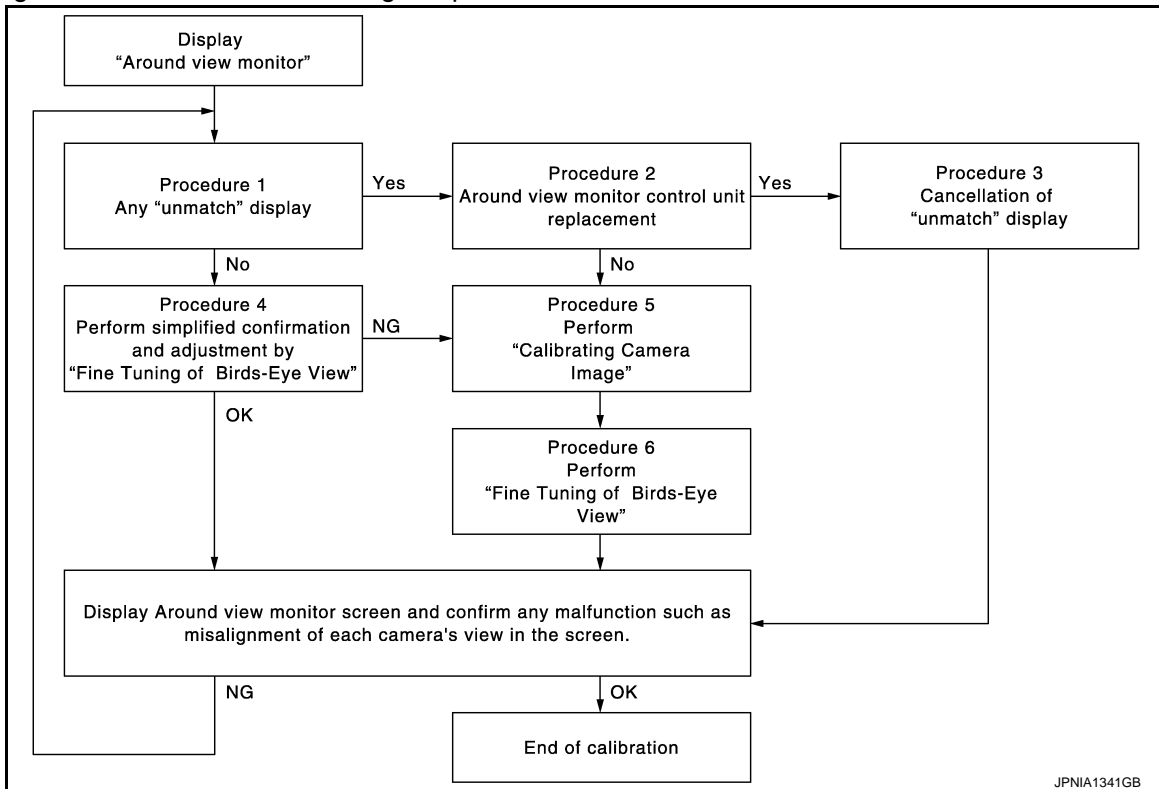 Display
“Around view monitor”
Procedure 1
Any “unmatch” display
Yes
Procedure 2
Around view monitor control unit
replacement
Yes
Procedure 3
Cancellation of
“unmatch” display
No
No
Procedure 4
Perform simplified confirmation
and adjustment by
“Fine Tuning of Birds-Eye View”
NG
Procedure 5
Perform
“Calibrating Camera
Image”
OK
Procedure 6
Perform
“Fine Tuning of Birds-Eye
View”
Display Around view monitor screen and confirm any malfunction such as
misalignment of each camera's view in the screen.
NG
OK
End of calibration
JPNIA1341GB